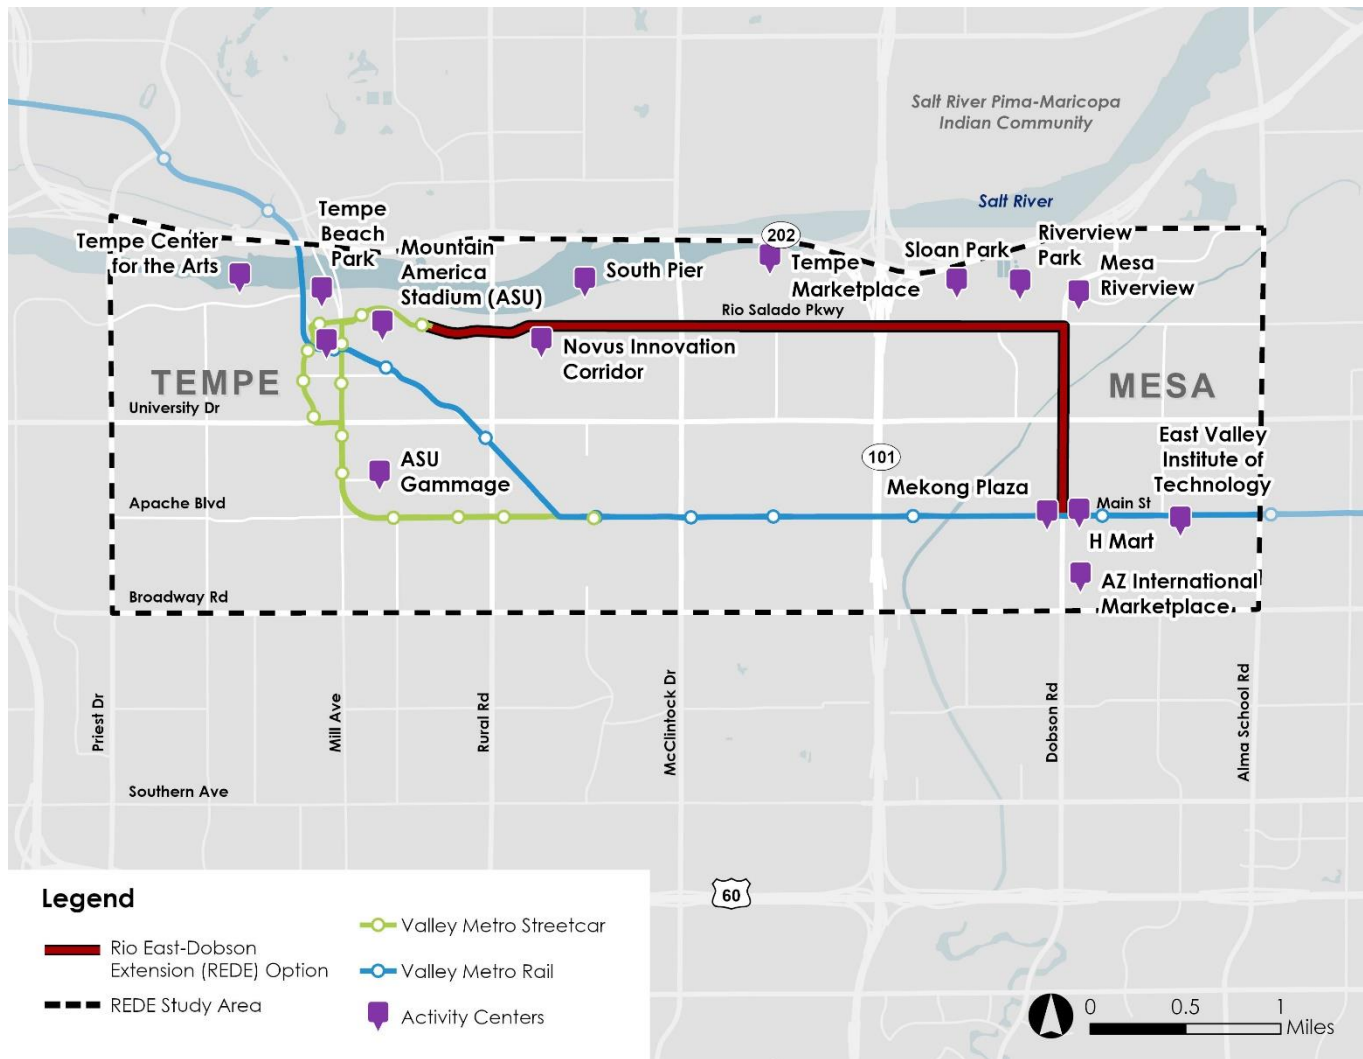 Salt River Pima-Maricopa
Indian Community
Salt River
Tempe
Beach
Park
Tempe Center
for the Arts
Mountain
America
Stadium (ASU)
South Pier
202
Tempe
Marketplace
Sloan Park
Riverview
Park
Mesa
Riverview
Rio Salado Pkwy
Novus Innovation
Corridor
TEMPE
MESA
University Dr
ASU
Gammage
101
East Valley
Institute of
Technology
Mekong Plaza
Apache Blvd
Main St
H Mart
AZ International
Marketplace
Broadway Rd
Priest Dr
Mill Ave
Rural Rd
McClintock Dr
Dobson Rd
Alma School Rd
Southern Ave
60
Legend
Rio East-Dobson
Extension (REDE) Option
REDE Study Area
Valley Metro Streetcar
Valley Metro Rail
Activity Centers
0 0.5 1
Miles